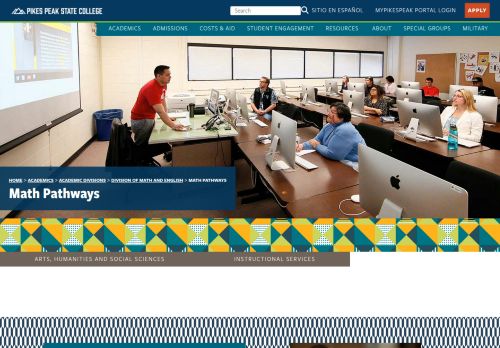 PIKES PEAK STATE COLLEGE
Search
SITIO EN ESPAÑOL
MYPIKESPEAK PORTAL LOGIN
APPLY
ACADEMICS ADMISSIONS COSTS & AID STUDENT ENGAGEMENT RESOURCES ABOUT SPECIAL GROUPS MILITARY
HOME > ACADEMICS > ACADEMIC DIVISIONS > DIVISION OF MATH AND ENGLISH > MATH PATHWAYS
Math Pathways
ARTS, HUMANITIES AND SOCIAL SCIENCES
INSTRUCTIONAL SERVICES